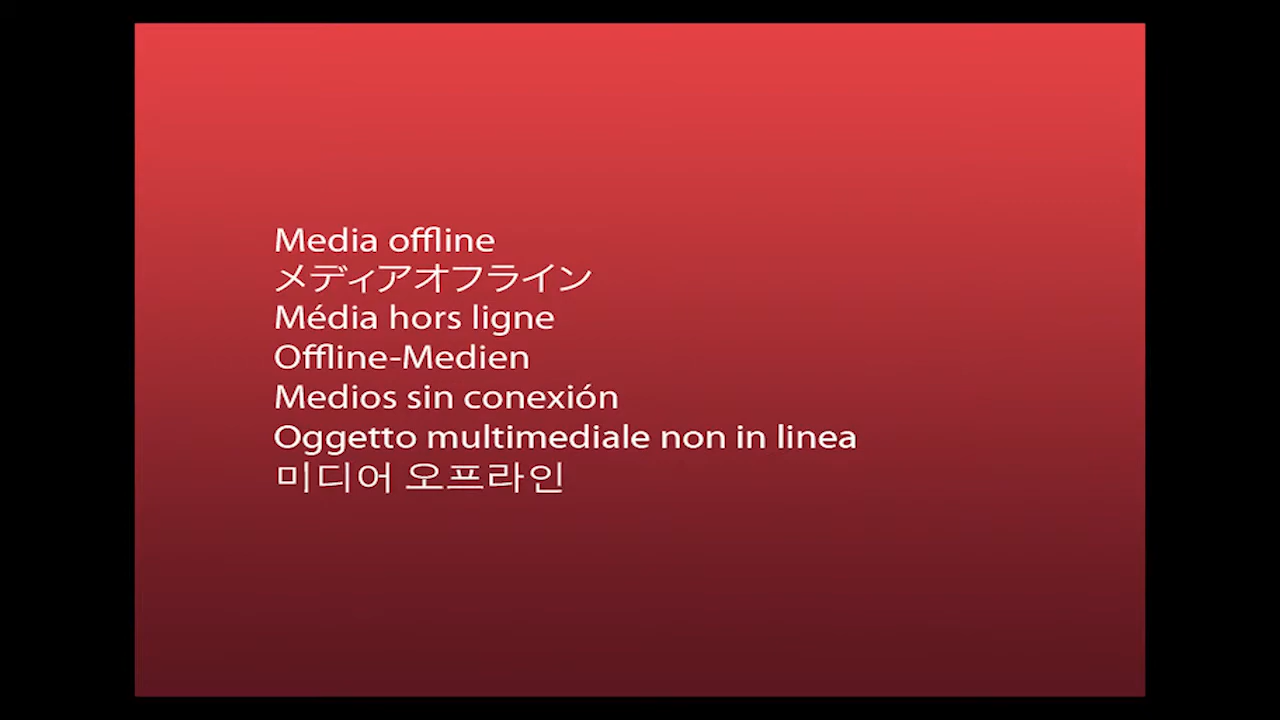 Media offline
メディアオフライン
Média hors ligne
Offline-Medien
Medios sin conexión
Oggetto multimediale non in linea
미디어 오프라인